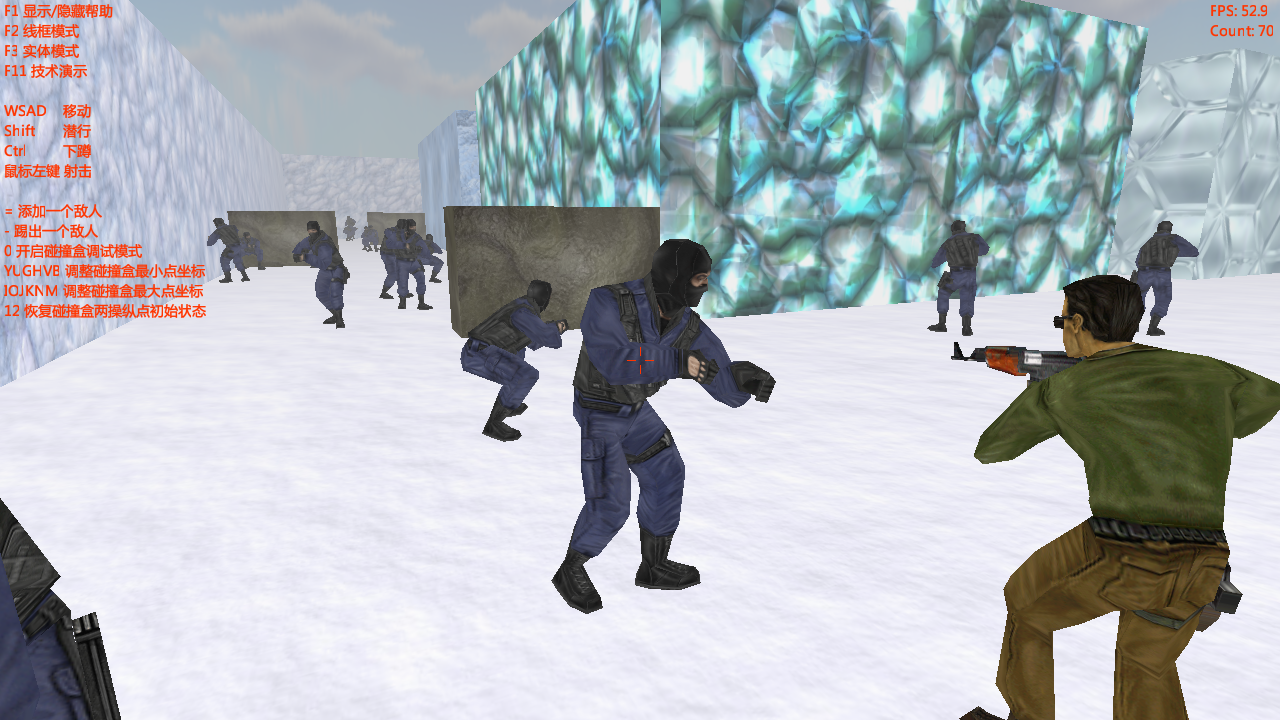 F1 显示/隐藏帮助
F2 线框模式
F3 实体模式
F11 技术演示
WSAD 移动
Shift 潜行
Ctrl 下蹲
鼠标左键 射击
= 添加一个敌人
- 踢出一个敌人
0 开启碰撞盒调试模式
YUGHVB 调整碰撞盒最小点坐标
IOJKNM 调整碰撞盒最大点坐标
12 恢复碰撞盒两操纵点初始状态
FPS: 52.9
Count: 70